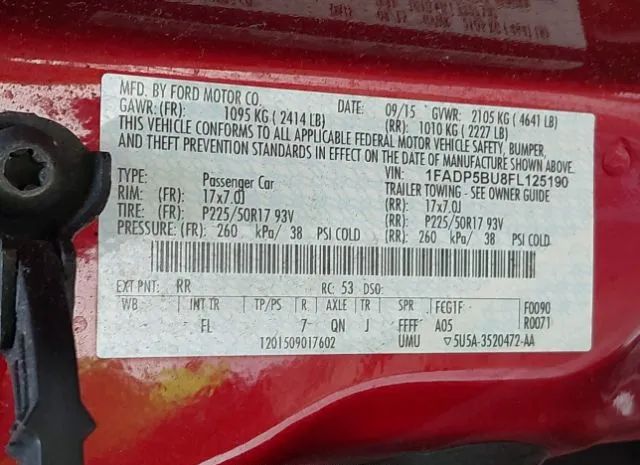 MFD. BY FORD MOTOR CO.
DATE: 09/15 GVWR: 2105 KG ( 4641 LB)
GAWR: (FR): 1095 KG ( 2414 LB) (RR): 1010 KG ( 2227 LB)
THIS VEHICLE CONFORMS TO ALL APPLICABLE FEDERAL MOTOR VEHICLE SAFETY, BUMPER,
AND THEFT PREVENTION STANDARDS IN EFFECT ON THE DATE OF MANUFACTURE SHOWN ABOVE.
VIN: 1FADP5BU8FL125190
TYPE: Passenger Car TRAILER TOWING - SEE OWNER GUIDE
RIM: (FR): 17x7.0J (RR): 17x7.0J
TIRE: (FR): P225/50R17 93V (RR): P225/50R17 93V
PRESSURE: (FR): 260 kPa/ 38 PSI COLD (RR): 260 kPa/ 38 PSI COLD
EXT PNT: RR RC: 53 DSO:
WB INT TR TP/PS R AXLE TR SPR FCG1F F0090
FL 7 QN J FFFF A05 R0071
T201509017602 UMU ▽5U5A-3520472-AA